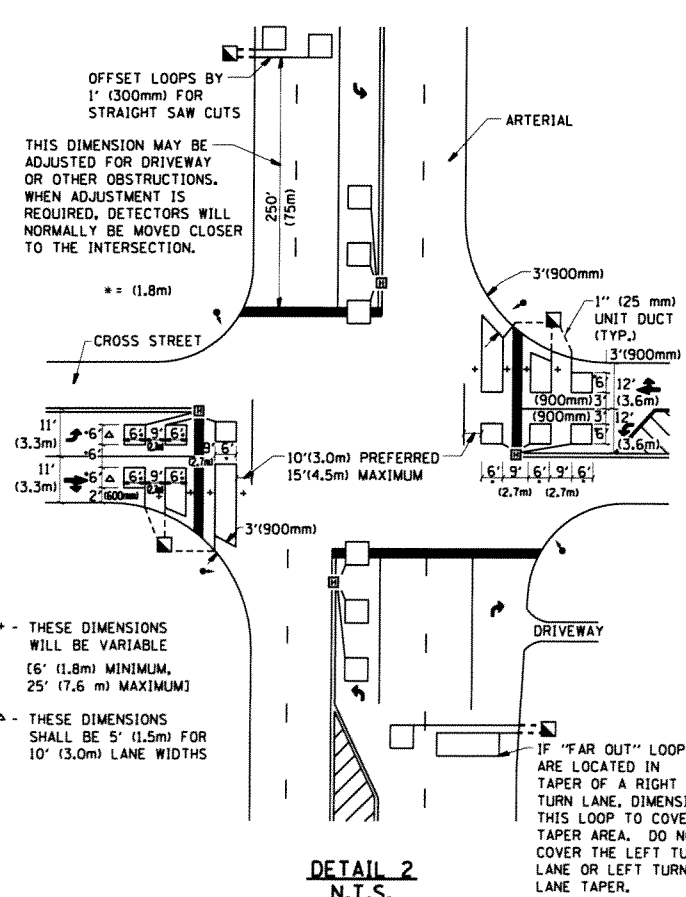 OFFSET LOOPS BY
1' (300mm) FOR
STRAIGHT SAW CUTS
THIS DIMENSION MAY BE
ADJUSTED FOR DRIVEWAY
OR OTHER OBSTRUCTIONS.
WHEN ADJUSTMENT IS
REQUIRED, DETECTORS WILL
NORMALLY BE MOVED CLOSER
TO THE INTERSECTION.
* = (1.8m)
250'
(75m)
ARTERIAL
CROSS STREET
3'(900mm)
1" (25 mm)
UNIT DUCT
(TYP.)
3'(900mm)
6'
12'
(3.6m)
(900mm) 3'
(900mm) 3'
12'
6'
(3.6m)
H
H
H
H
11'
(3.3m)
6'
6' 9' 6'
9' 6'
(2.7m)
*6'
11'
(3.3m)
*6'
6' 9' 6'
2' (600mm)
10'(3.0m) PREFERRED
15'(4.5m) MAXIMUM
6' 9' 6' 9' 6'
(2.7m) (2.7m)
3'(900mm)
+ - THESE DIMENSIONS
WILL BE VARIABLE
[6' (1.8m) MINIMUM,
25' (7.6 m) MAXIMUM]
- THESE DIMENSIONS
SHALL BE 5' (1.5m) FOR
10' (3.0m) LANE WIDTHS
DRIVEWAY
IF "FAR OUT" LOOP
ARE LOCATED IN
TAPER OF A RIGHT
TURN LANE, DIMENSI
THIS LOOP TO COVE
TAPER AREA. DO NO
COVER THE LEFT TU
LANE OR LEFT TURN
LANE TAPER.
DETAIL 2
N.T.S.